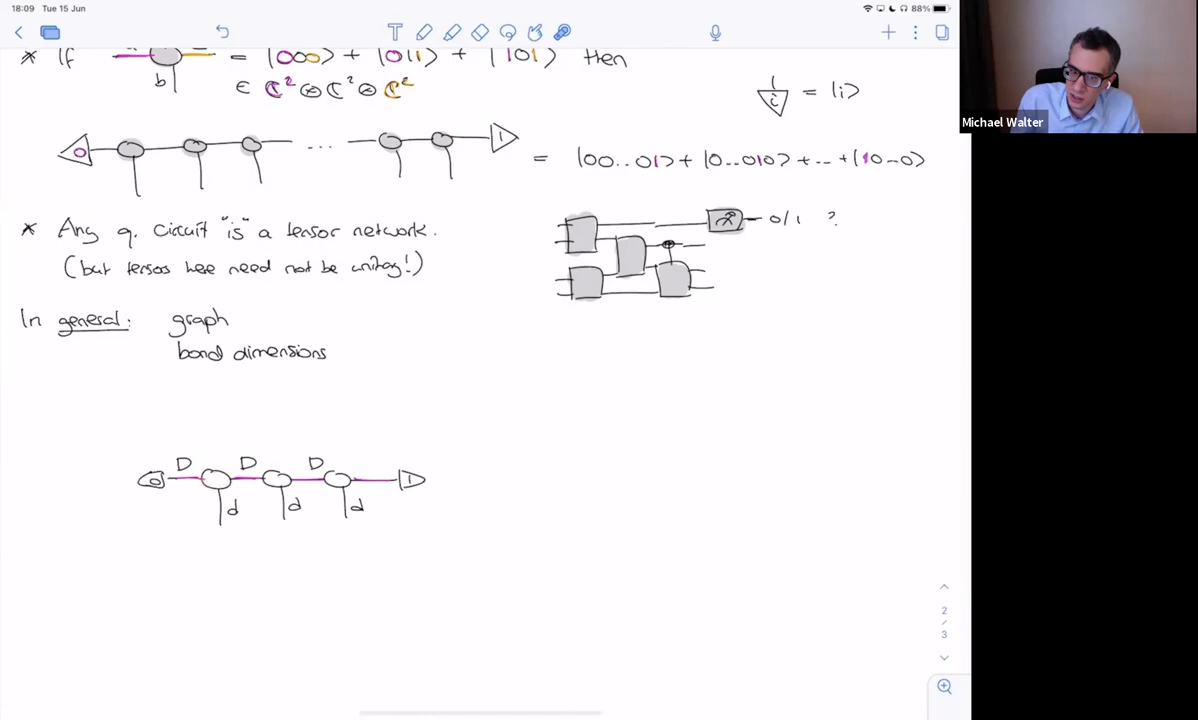 18:09 Tue 15 Jun
88%
Michael Walter
* If = |000⟩ + |011⟩ + |101⟩ then
b
∈ ℂ² ⊗ ℂ² ⊗ ℂ²
i = |i⟩
0 ... 1 = |00..01⟩ + |0..010⟩ + ... + |10–0⟩
* Any q. circuit "is" a tensor network.
(but tensors here need not be unitary!)
0/1 ?
In general: graph
bond dimensions
0 D D D 1
d d d
2
/
3